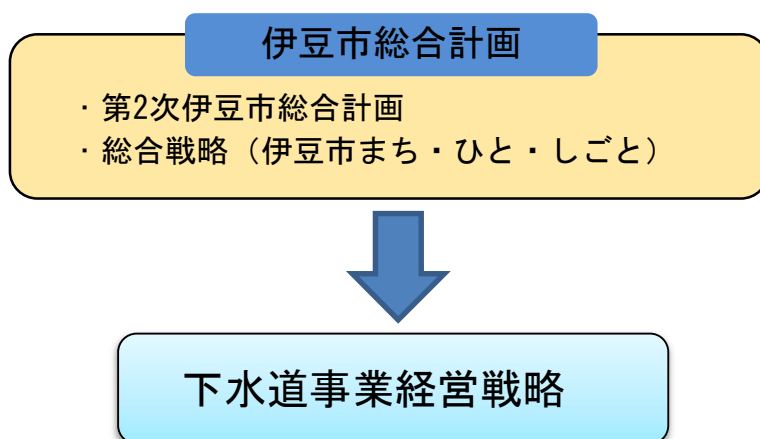 伊豆市総合計画
・第2次伊豆市総合計画
・総合戦略（伊豆市まち・ひと・しごと）
下水道事業経営戦略